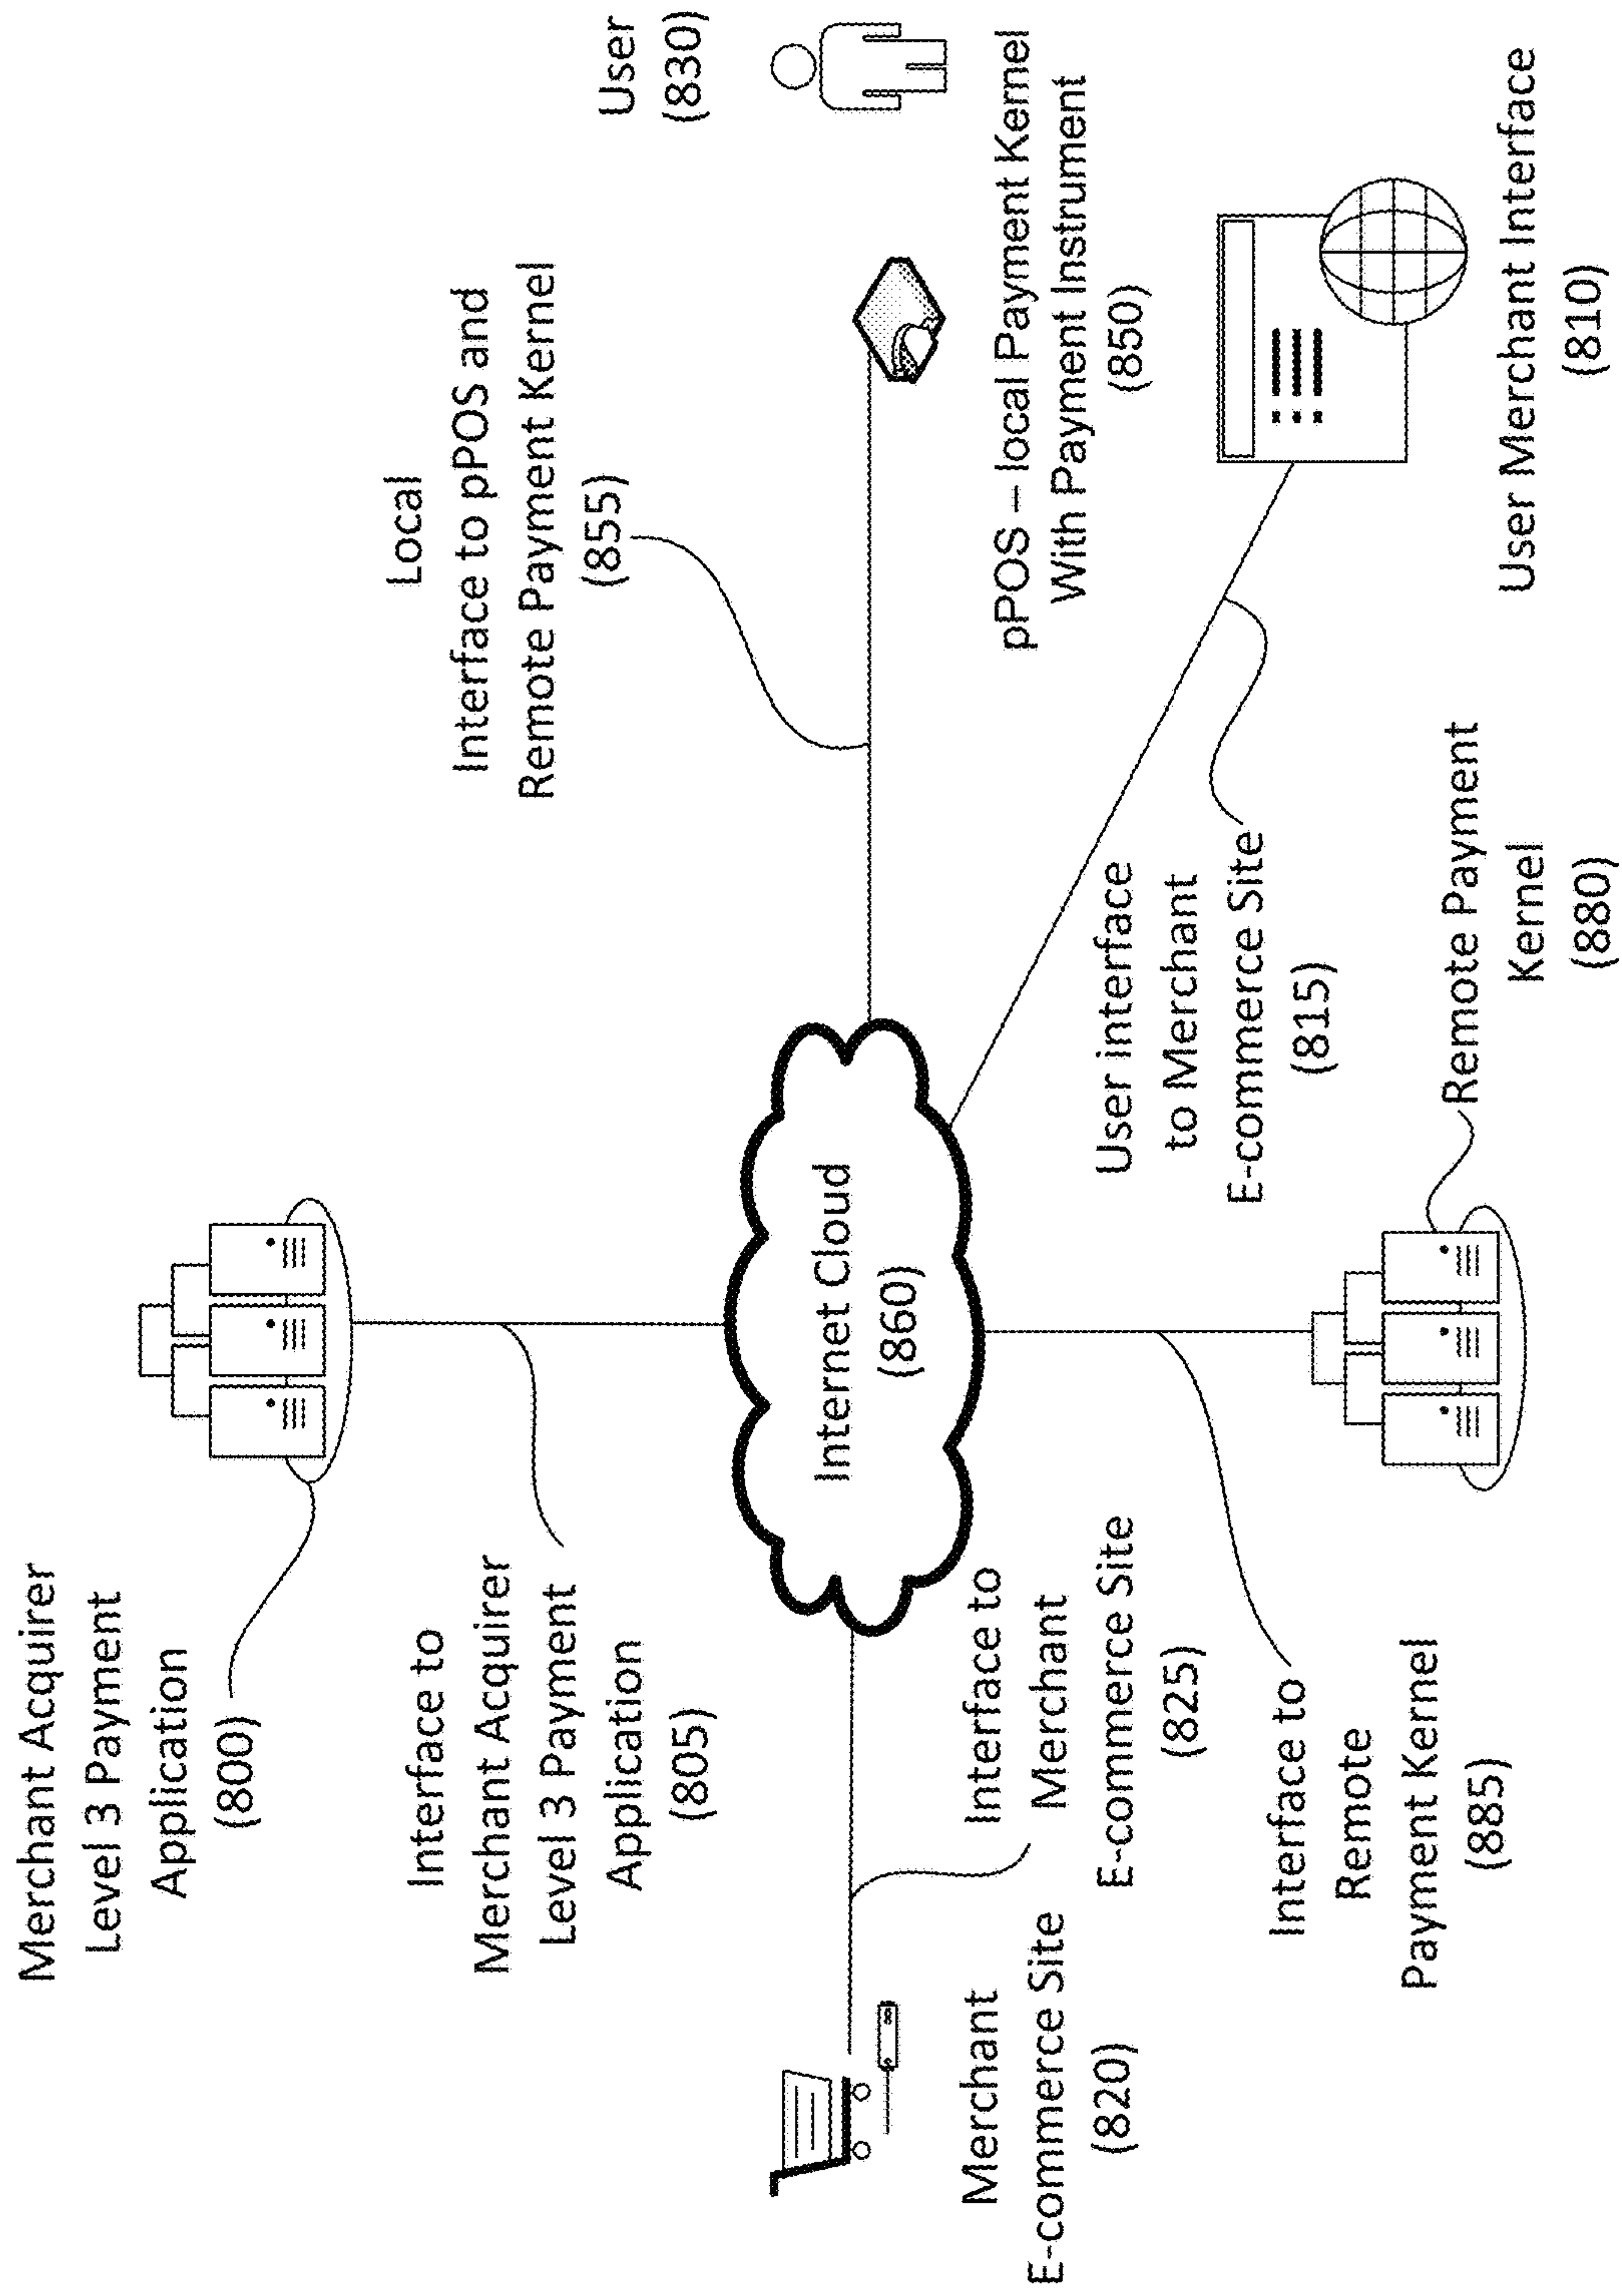 Merchant Acquirer
Level 3 Payment
Application
(800)
Interface to
Merchant Acquirer
Level 3 Payment
Application
(805)
Local
Interface to pPOS and
Remote Payment Kernel
(855)
User
(830)
Internet Cloud
(860)
pPOS – local Payment Kernel
With Payment Instrument
(850)
Merchant
E-commerce Site
(820)
Interface to
Merchant
E-commerce Site
(825)
User interface
to Merchant
E-commerce Site
(815)
Interface to
Remote
Payment Kernel
(885)
Remote Payment
Kernel
(880)
User Merchant Interface
(810)